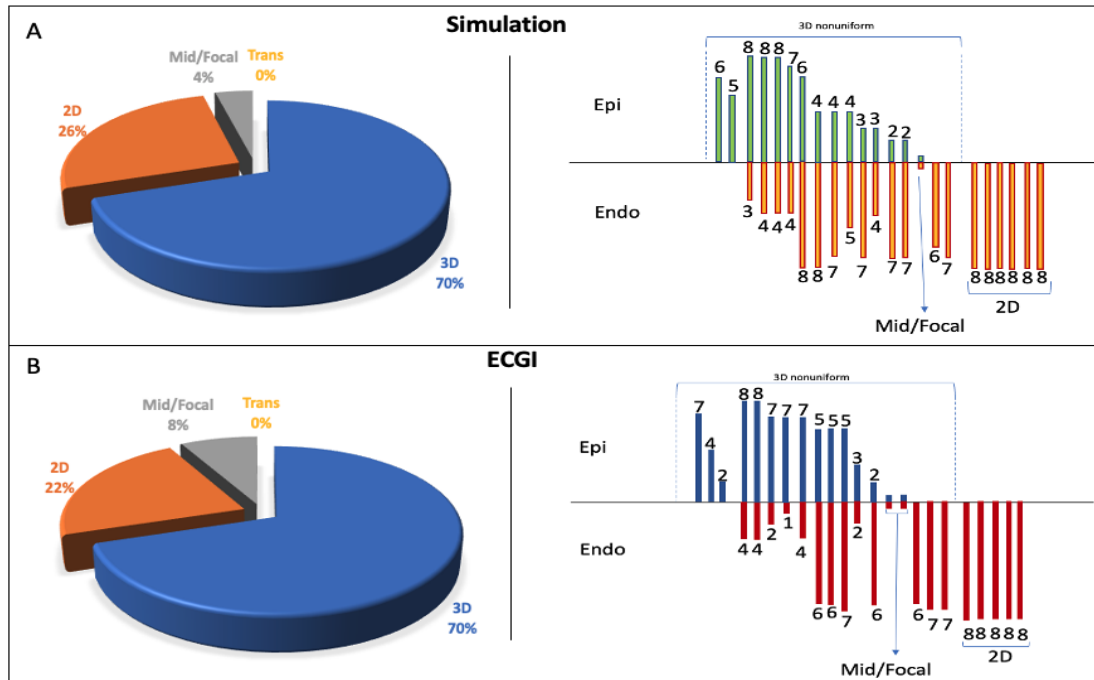 A
Simulation
Trans
0%
Mid/Focal
4%
2D
26%
3D
70%
3D nonuniform
Epi
6 5 8 8 8 7 6 4 4 4 3 3 2 2
Endo
3 4 4 4 8 8 7 5 7 4 7 7 6 7 8 8 8 8 8 8
2D
Mid/Focal
B
ECGI
Trans
0%
Mid/Focal
8%
2D
22%
3D
70%
3D nonuniform
Epi
7 4 2 8 8 7 7 7 5 5 5 3 2
Endo
4 4 2 1 4 6 6 7 2 6 6 7 7 8 8 8 8 8
2D
Mid/Focal